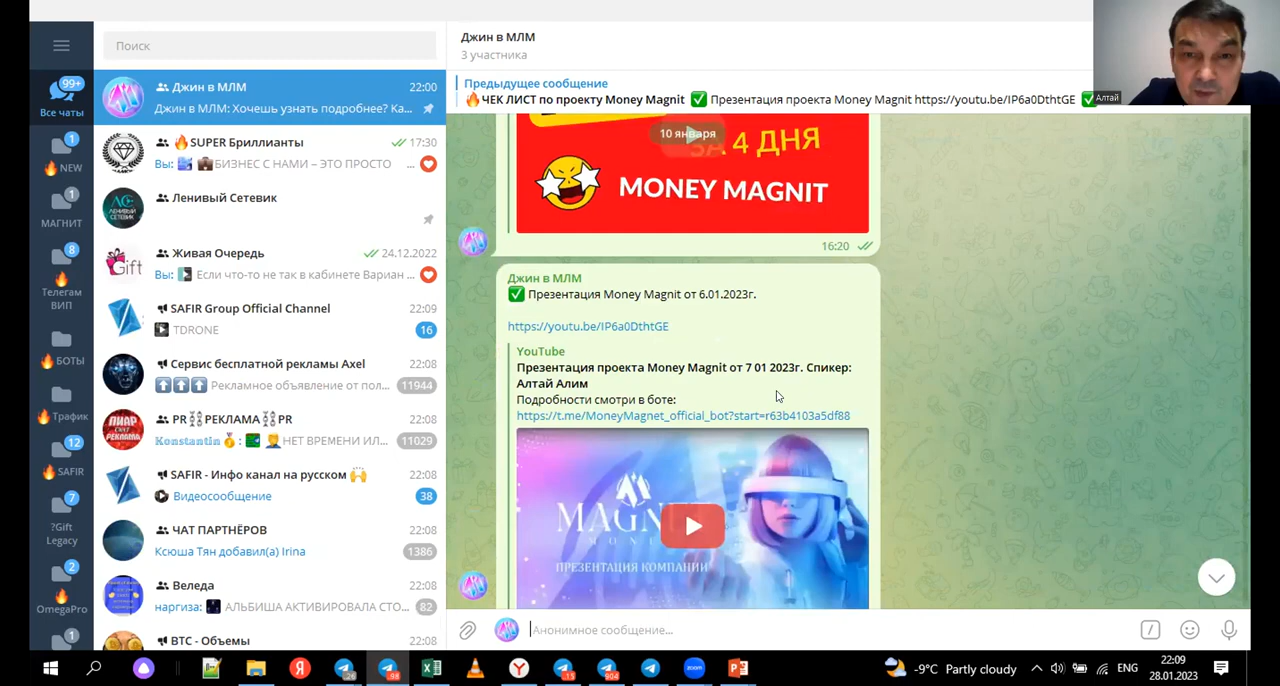 Поиск
99+
Все чаты
1
🔥NEW
1
МАГНИТ
8
🔥
Телегам
ВИП
🔥БОТЫ
🔥Трафик
12
🔥SAFIR
7
?Gift
Legacy
2
🔥
OmegaPro
1
Джин в МЛМ 22:00
Джин в МЛМ: Хочешь узнать подробнее? Ка...
🔥SUPER Бриллианты 17:30
Вы: 💼БИЗНЕС С НАМИ – ЭТО ПРОСТО ...
Ленивый Сетевик
ЛЕНИВЫЙ
СЕТЕВИК
Живая Очередь 24.12.2022
Вы: Если что-то не так в кабинете Вариан ...
Gift
SAFIR Group Official Channel 22:09
TDRONE 16
Сервис бесплатной рекламы Axel 22:08
⬆️⬆️⬆️ Рекламное объявление от пол... 11944
PR⛓РЕКЛАМА⛓PR 22:08
Konstantin🥇: НЕТ ВРЕМЕНИ ИЛ... 11029
ПИАР
SAFIR - Инфо канал на русском 🙌 22:08
Видеосообщение 38
ЧАТ ПАРТНЁРОВ 22:08
Ксюша Тян добавил(а) Irina 1386
Веледа 22:08
наргиза: АЛЬБИША АКТИВИРОВАЛА СТО... 82
BTC - Объемы 22:08
Джин в МЛМ
3 участника
Предыдущее сообщение
🔥ЧЕК ЛИСТ по проекту Money Magnit ✅ Презентация проекта Money Magnit https://youtu.be/IP6a0DthtGE ✅
Алтай
10 января
ЗА 4 ДНЯ
MONEY MAGNIT
16:20
Джин в МЛМ
✅ Презентация Money Magnit от 6.01.2023г.
https://youtu.be/IP6a0DthtGE
YouTube
Презентация проекта Money Magnit от 7 01 2023г. Спикер:
Алтай Алим
Подробности смотри в боте:
https://t.me/MoneyMagnet_official_bot?start=r63b4103a5df88
MAGNI
MONEY
ПРЕЗЕНТАЦИЯ КОМПАНИИ
Анонимное сообщение...
-9°C Partly cloudy
ENG
22:09
28.01.2023